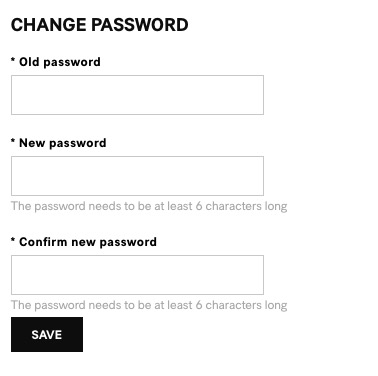 CHANGE PASSWORD
* Old password
* New password
The password needs to be at least 6 characters long
* Confirm new password
The password needs to be at least 6 characters long
SAVE